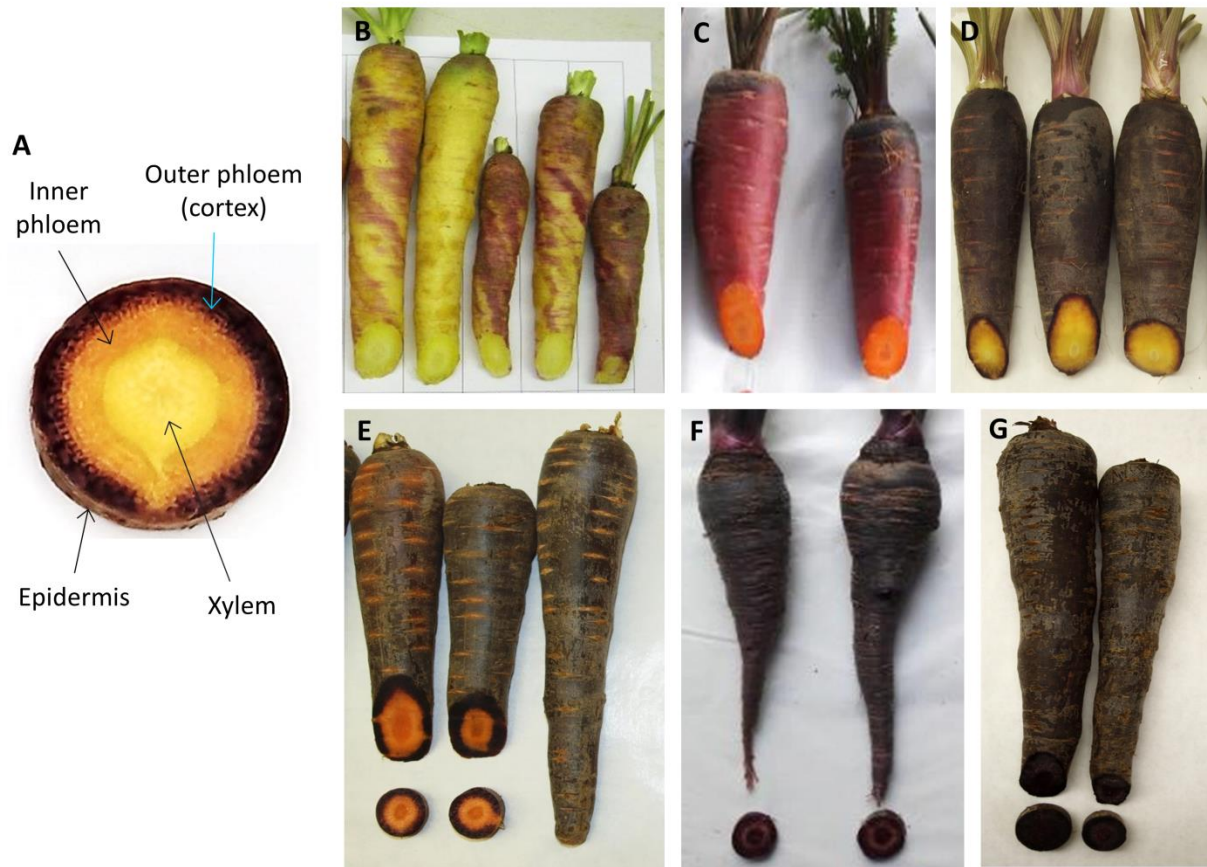 A
Inner
phloem
Outer phloem
(cortex)
Epidermis
Xylem
B
C
D
E
F
G